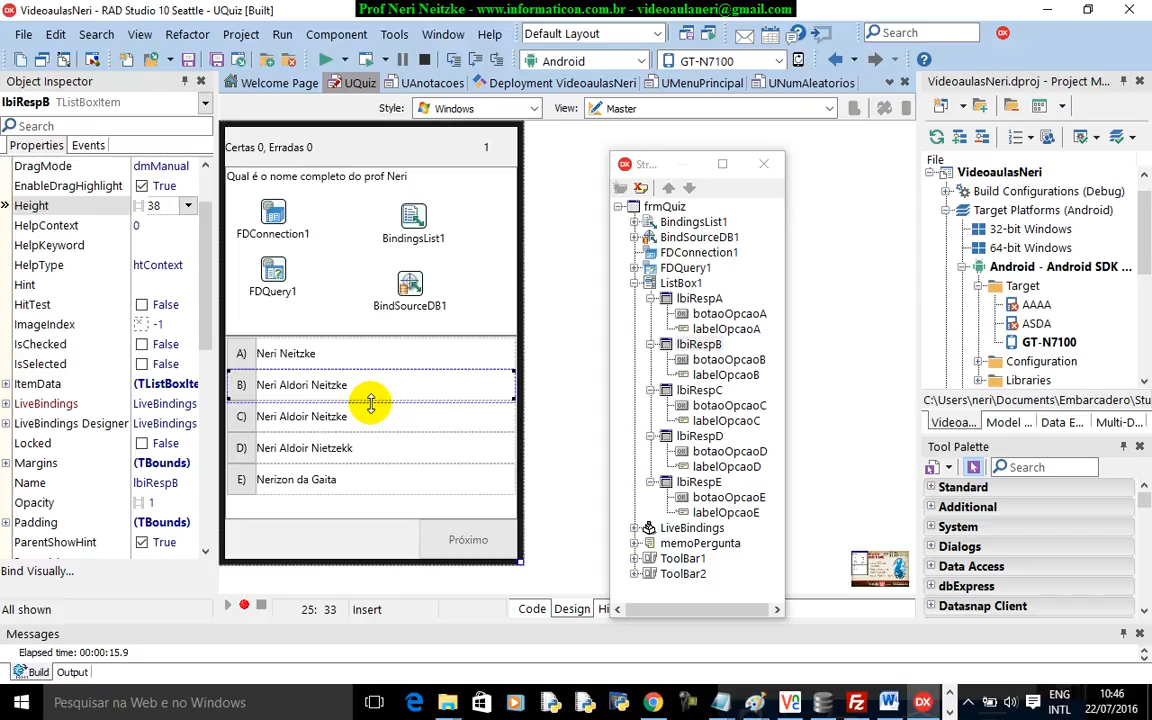 Prof Neri Neitzke - www.informaticon.com.br - videoaulaneri@gmail.com
VideoaulasNeri - RAD Studio 10 Seattle - UQuiz [Built]
File Edit Search View Refactor Project Run Component Tools Window Help
Default Layout
Search
Android
GT-N7100
Object Inspector
lbiRespB TListBoxItem
Search
Properties Events
DragMode dmManual
EnableDragHighlight True
Height 38
HelpContext 0
HelpKeyword
HelpType htContext
Hint
HitTest False
ImageIndex -1
IsChecked False
IsSelected False
ItemData (TListBoxIte
LiveBindings LiveBindings
LiveBindings Designer LiveBindings
Locked False
Margins (TBounds)
Name lbiRespB
Opacity 1
Padding (TBounds)
ParentShowHint True
Bind Visually...
All shown
Welcome Page UQuiz UAnotacoes Deployment VideoaulasNeri UMenuPrincipal UNumAleatorios
Style: Windows View: Master
Certas 0, Erradas 0 1
Qual é o nome completo do prof Neri
FDConnection1
BindingsList1
FDQuery1
BindSourceDB1
A) Neri Neitzke
B) Neri Aldori Neitzke
C) Neri Aldoir Neitzke
D) Neri Aldoir Nietzekk
E) Nerizon da Gaita
Próximo
25: 33 Insert
Code Design Hi
Str...
frmQuiz
BindingsList1
BindSourceDB1
FDConnection1
FDQuery1
ListBox1
lbiRespA
botaoOpcaoA
labelOpcaoA
lbiRespB
botaoOpcaoB
labelOpcaoB
lbiRespC
botaoOpcaoC
labelOpcaoC
lbiRespD
botaoOpcaoD
labelOpcaoD
lbiRespE
botaoOpcaoE
labelOpcaoE
LiveBindings
memoPergunta
ToolBar1
ToolBar2
VideoaulasNeri.dproj - Project M...
File
VideoaulasNeri
Build Configurations (Debug)
Target Platforms (Android)
32-bit Windows
64-bit Windows
Android - Android SDK ...
Target
AAAA
ASDA
GT-N7100
Configuration
Libraries
C:\Users\neri\Documents\Embarcadero\Stu
Videoa... Model ... Data E... Multi-D...
Tool Palette
Search
Standard
Additional
System
Dialogs
Data Access
dbExpress
Datasnap Client
Messages
Elapsed time: 00:00:15.9
Build Output
Pesquisar na Web e no Windows
ENG
INTL
10:46
22/07/2016